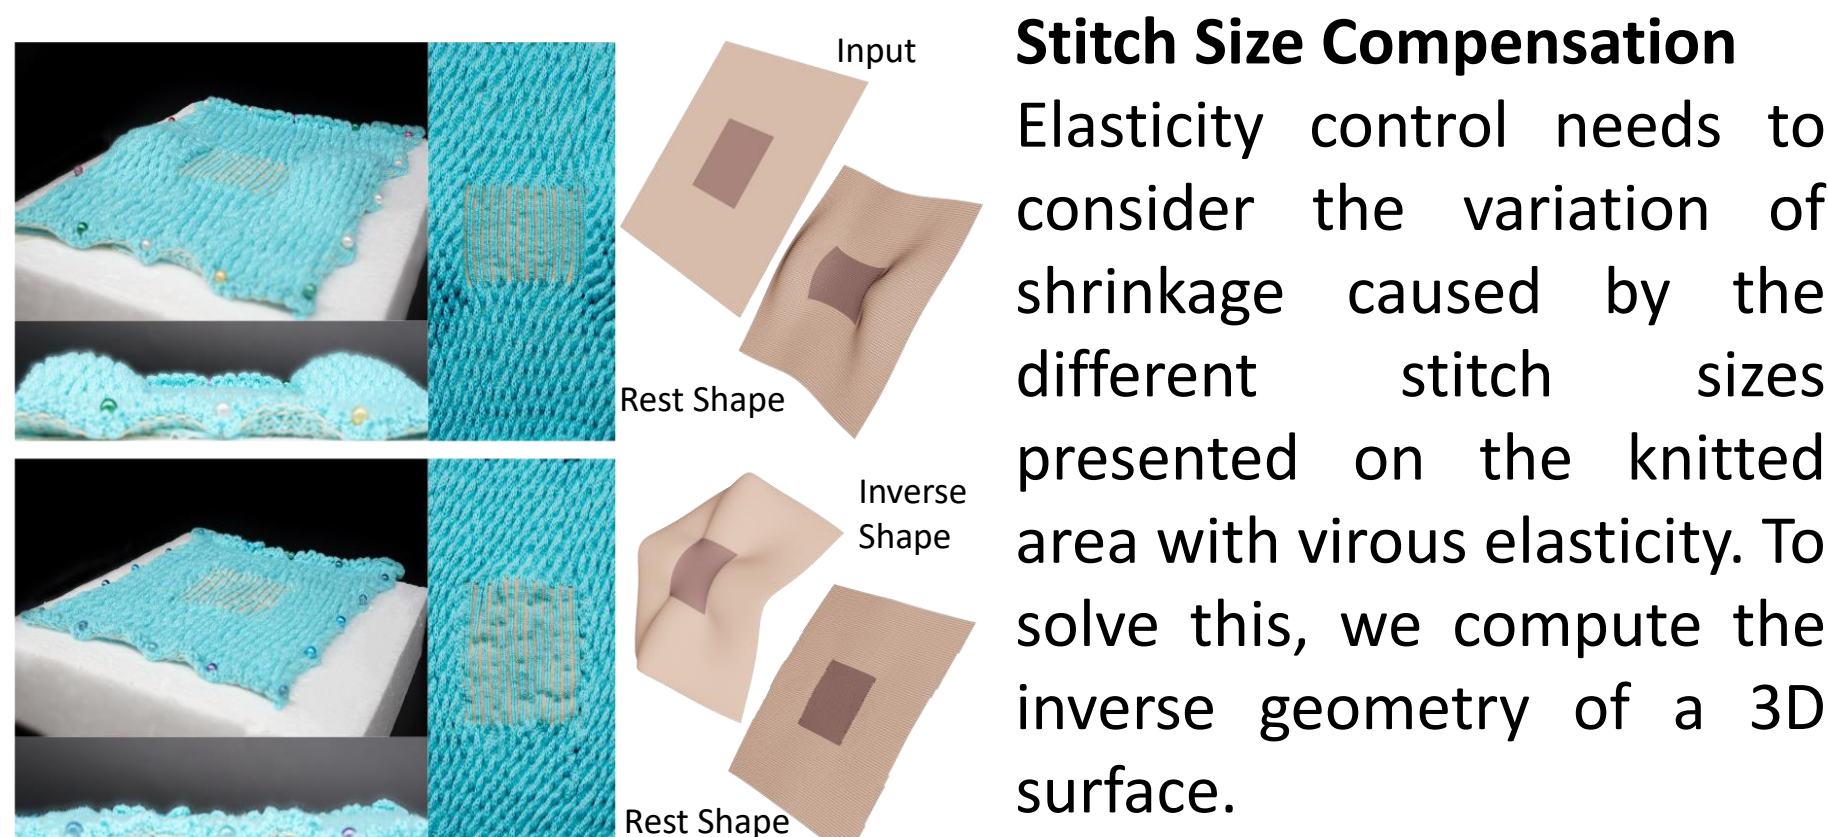 Input
Rest Shape
Inverse
Shape
Rest Shape
Stitch Size Compensation
Elasticity control needs to
consider the variation of
shrinkage caused by the
different stitch sizes
presented on the knitted
area with virous elasticity. To
solve this, we compute the
inverse geometry of a 3D
surface.